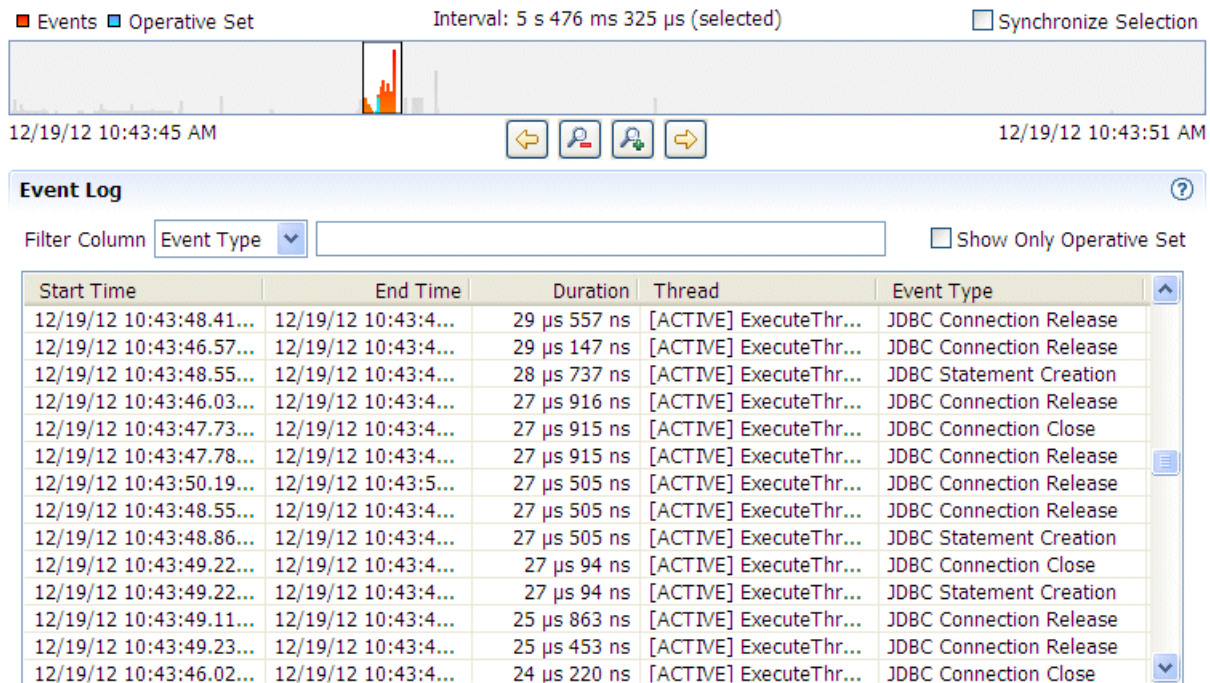 Events Operative Set Interval: 5 s 476 ms 325 µs (selected) Synchronize Selection
12/19/12 10:43:45 AM 12/19/12 10:43:51 AM
Event Log ?
Filter Column Event Type Show Only Operative Set
Start Time End Time Duration Thread Event Type
12/19/12 10:43:48.41... 12/19/12 10:43:4... 29 µs 557 ns [ACTIVE] ExecuteThr... JDBC Connection Release
12/19/12 10:43:46.57... 12/19/12 10:43:4... 29 µs 147 ns [ACTIVE] ExecuteThr... JDBC Connection Release
12/19/12 10:43:48.55... 12/19/12 10:43:4... 28 µs 737 ns [ACTIVE] ExecuteThr... JDBC Statement Creation
12/19/12 10:43:46.03... 12/19/12 10:43:4... 27 µs 916 ns [ACTIVE] ExecuteThr... JDBC Connection Release
12/19/12 10:43:47.73... 12/19/12 10:43:4... 27 µs 915 ns [ACTIVE] ExecuteThr... JDBC Connection Close
12/19/12 10:43:47.78... 12/19/12 10:43:4... 27 µs 915 ns [ACTIVE] ExecuteThr... JDBC Connection Release
12/19/12 10:43:50.19... 12/19/12 10:43:5... 27 µs 505 ns [ACTIVE] ExecuteThr... JDBC Connection Release
12/19/12 10:43:48.55... 12/19/12 10:43:4... 27 µs 505 ns [ACTIVE] ExecuteThr... JDBC Connection Release
12/19/12 10:43:48.86... 12/19/12 10:43:4... 27 µs 505 ns [ACTIVE] ExecuteThr... JDBC Statement Creation
12/19/12 10:43:49.22... 12/19/12 10:43:4... 27 µs 94 ns [ACTIVE] ExecuteThr... JDBC Connection Close
12/19/12 10:43:49.22... 12/19/12 10:43:4... 27 µs 94 ns [ACTIVE] ExecuteThr... JDBC Statement Creation
12/19/12 10:43:49.11... 12/19/12 10:43:4... 25 µs 863 ns [ACTIVE] ExecuteThr... JDBC Connection Release
12/19/12 10:43:49.23... 12/19/12 10:43:4... 25 µs 453 ns [ACTIVE] ExecuteThr... JDBC Connection Release
12/19/12 10:43:46.02... 12/19/12 10:43:4... 24 µs 220 ns [ACTIVE] ExecuteThr... JDBC Connection Close